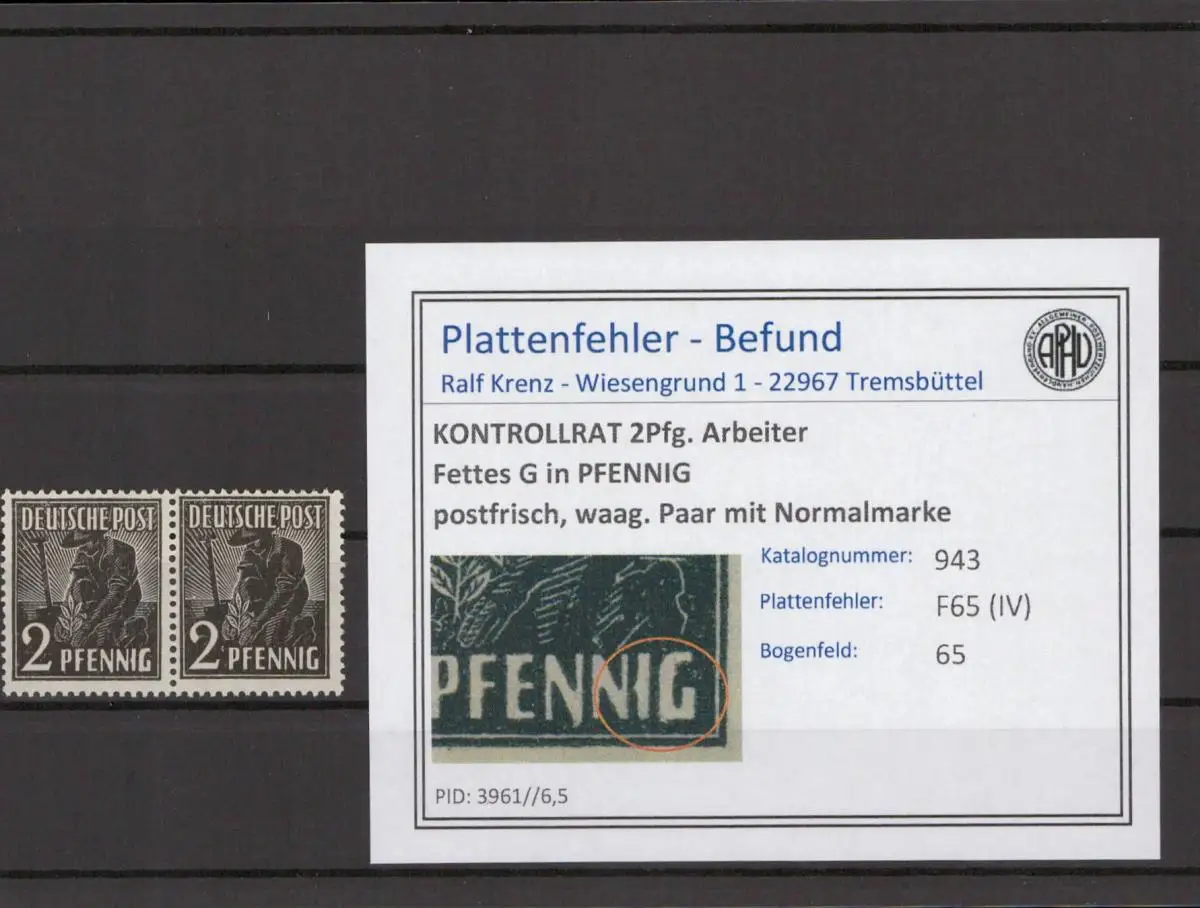 DEUTSCHE POST
2 PFENNIG
DEUTSCHE POST
2 PFENNIG
Plattenfehler - Befund
Ralf Krenz - Wiesengrund 1 - 22967 Tremsbüttel
APHV
KONTROLLRAT 2Pfg. Arbeiter
Fettes G in PFENNIG
postfrisch, waag. Paar mit Normalmarke
PFENNIG
Katalognummer: 943
Plattenfehler: F65 (IV)
Bogenfeld: 65
PID: 3961//6,5